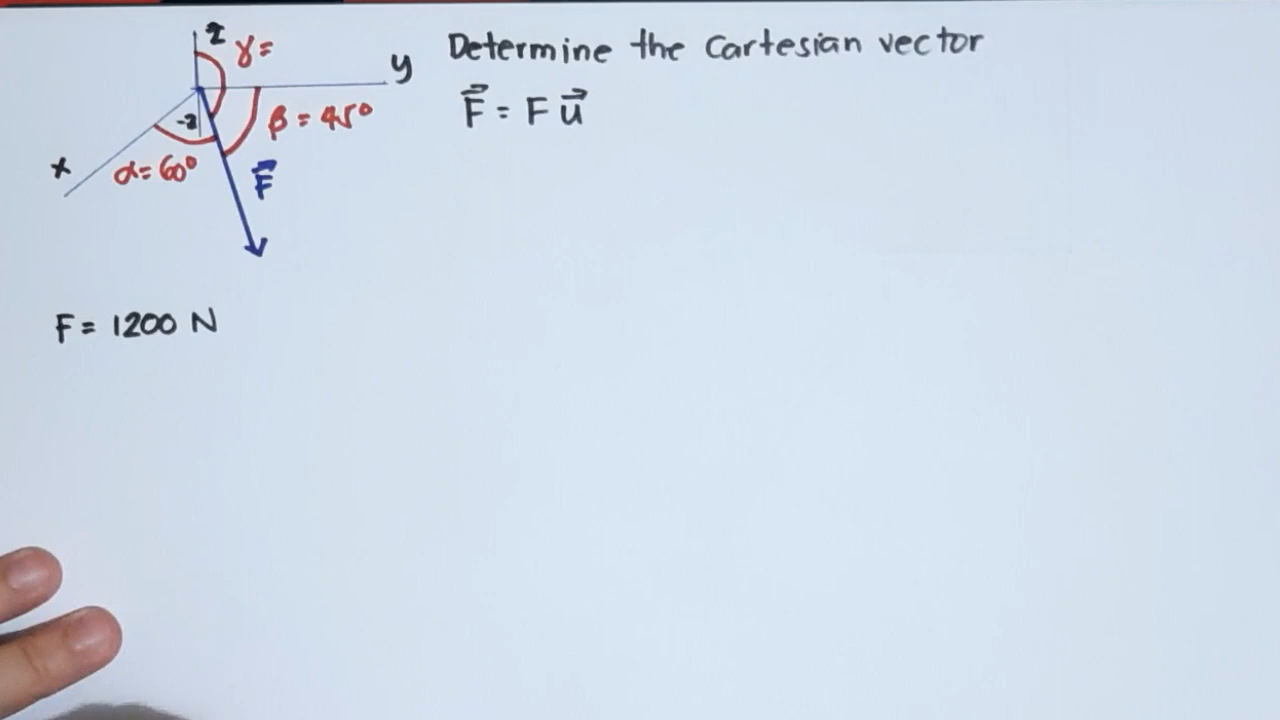 z
γ=
y
β = 45°
-z
x
α= 60°
F⃗
Determine the Cartesian vector
F⃗ = F u⃗
F = 1200 N